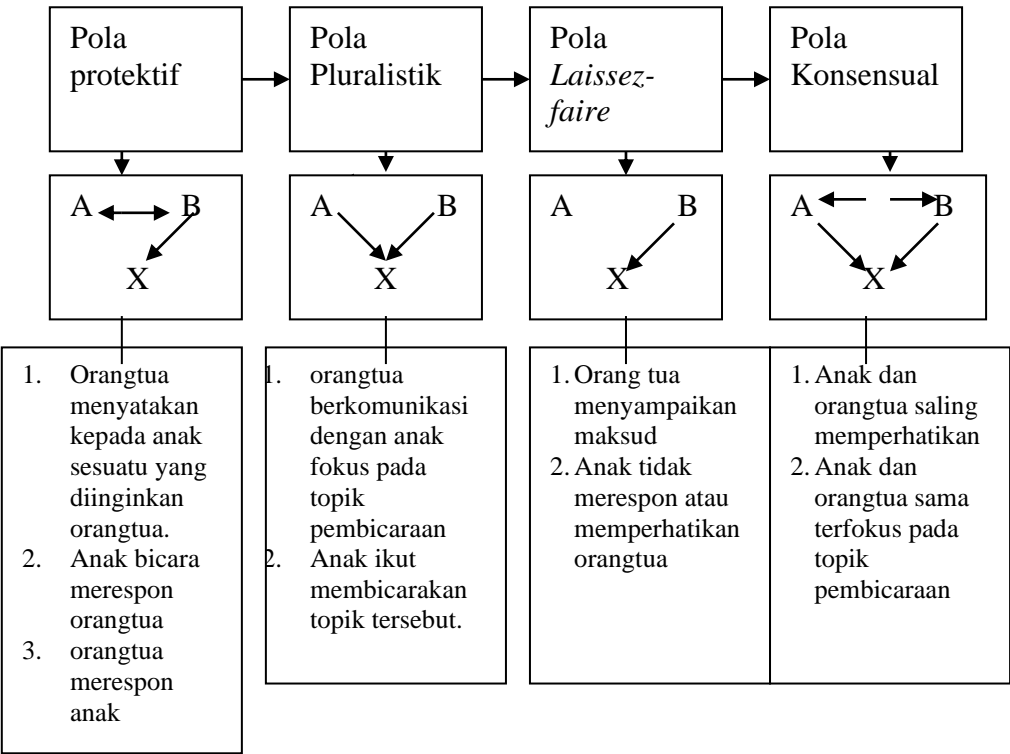 Pola
protektif
Pola
Pluralistik
Pola
Laissez-
faire
Pola
Konsensual
A B
X
A B
X
A B
X
A B
X
1. Orangtua
menyatakan
kepada anak
sesuatu yang
diinginkan
orangtua.
2. Anak bicara
merespon
orangtua
3. orangtua
merespon
anak
1. orangtua
berkomunikasi
dengan anak
fokus pada
topik
pembicaraan
2. Anak ikut
membicarakan
topik tersebut.
1. Orang tua
menyampaikan
maksud
2. Anak tidak
merespon atau
memperhatikan
orangtua
1. Anak dan
orangtua saling
memperhatikan
2. Anak dan
orangtua sama
terfokus pada
topik
pembicaraan